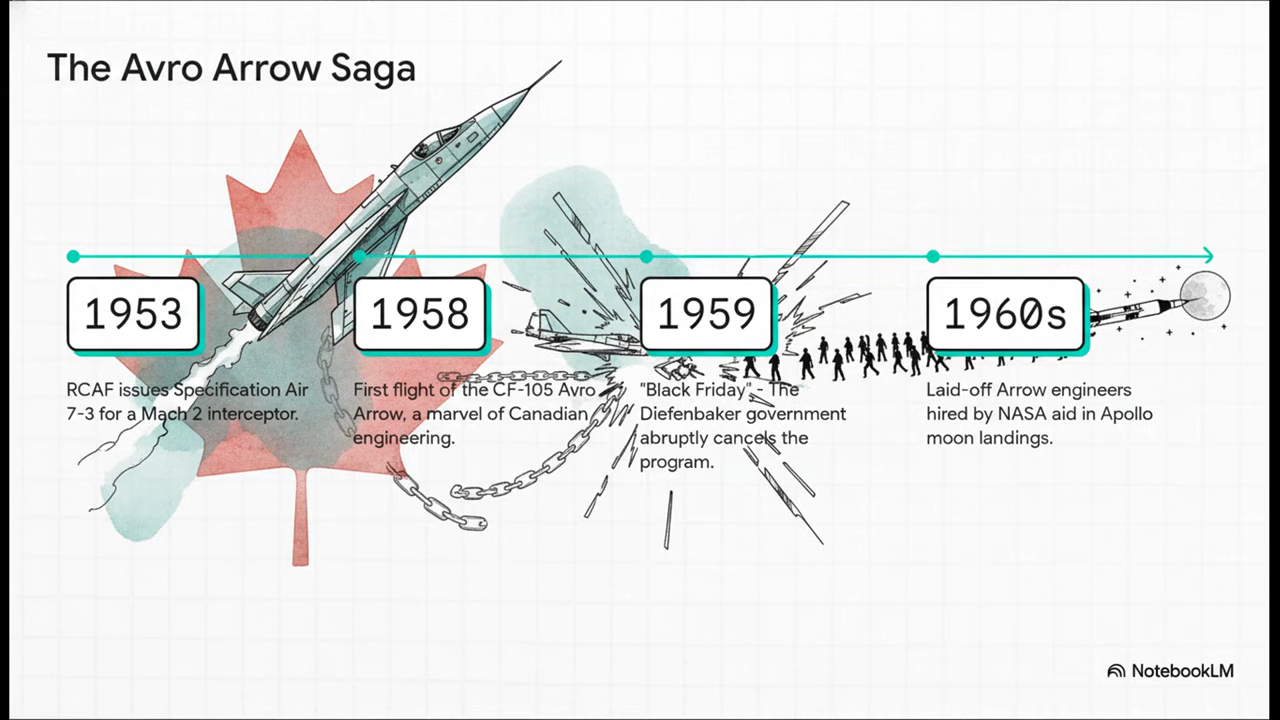 The Avro Arrow Saga
1953
RCAF issues Specification Air
7-3 for a Mach 2 interceptor.
1958
First flight of the CF-105 Avro
Arrow, a marvel of Canadian
engineering.
1959
"Black Friday" - The
Diefenbaker government
abruptly cancels the
program.
1960s
Laid-off Arrow engineers
hired by NASA aid in Apollo
moon landings.
NotebookLM